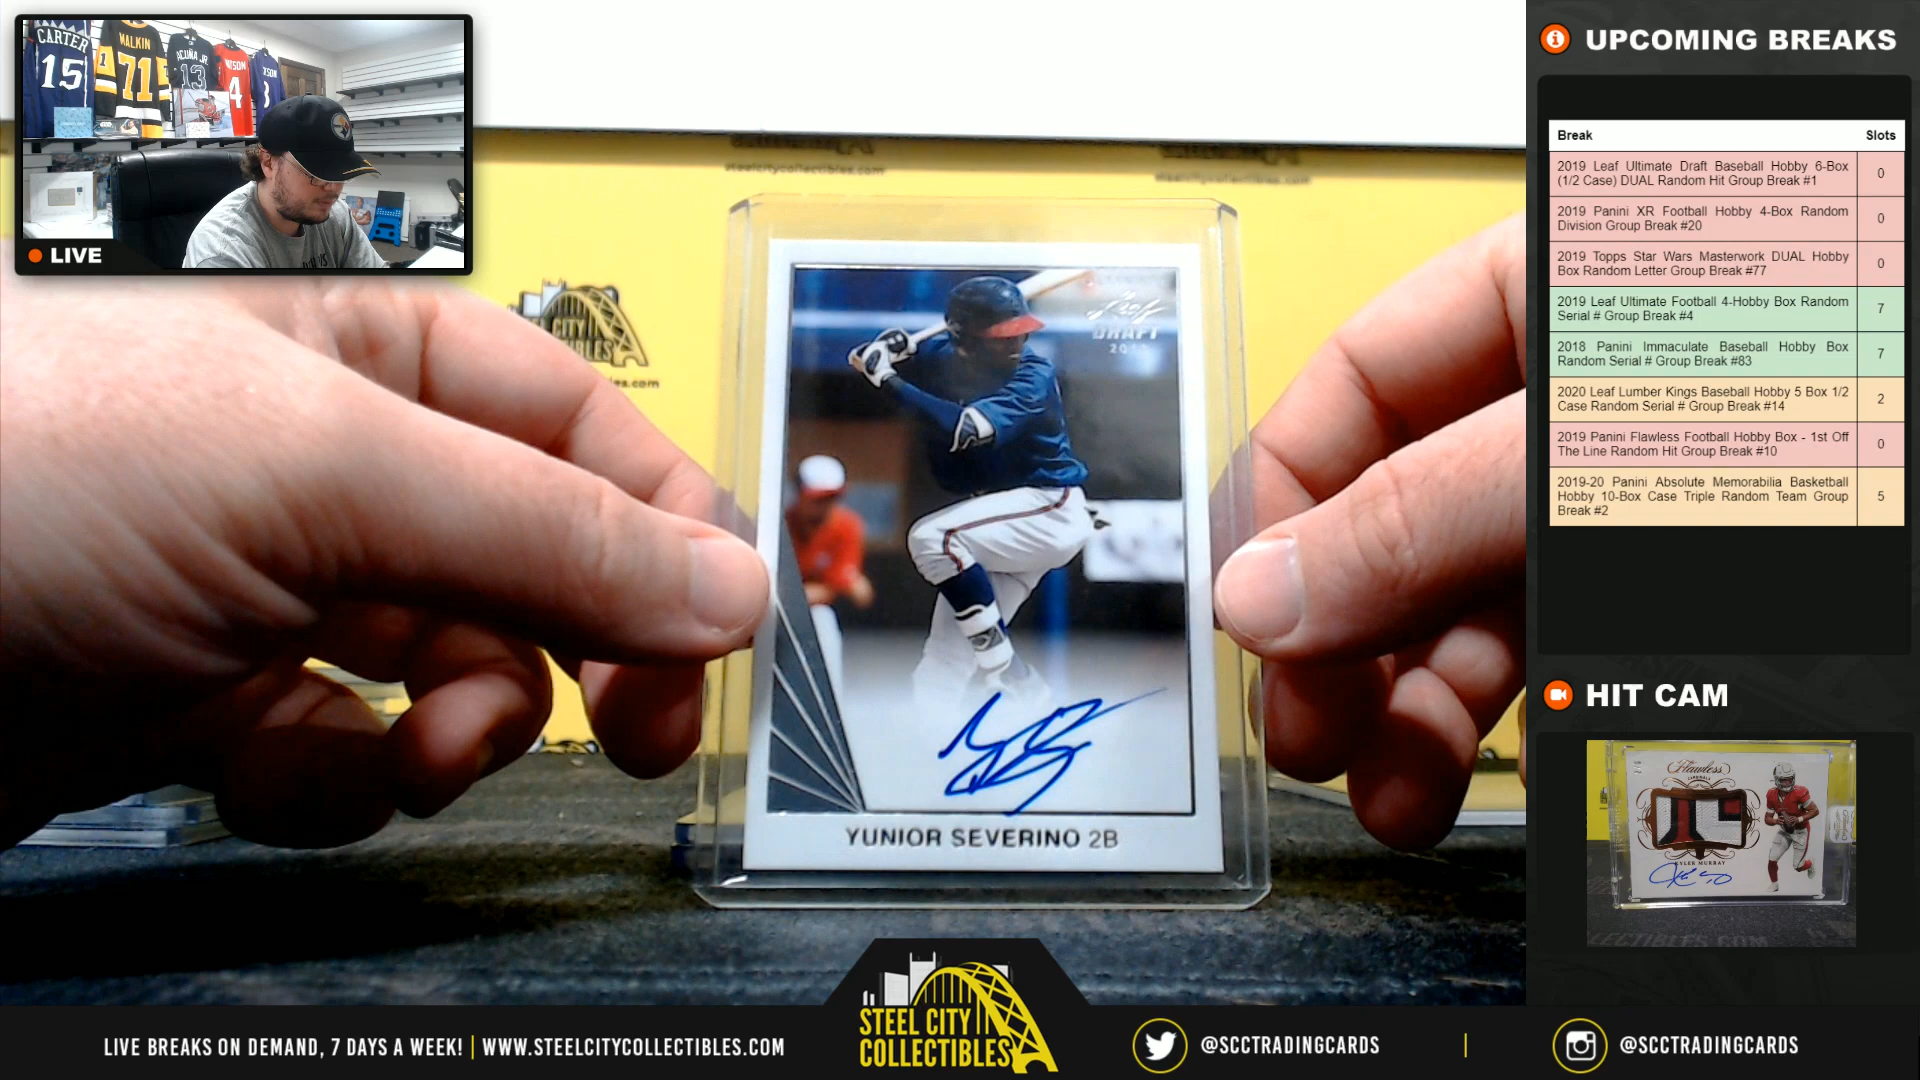 CARTER
15
MALKIN
71
ACUÑA JR
13
4
LIVE
UPCOMING BREAKS
Break Slots
2019 Leaf Ultimate Draft Baseball Hobby 6-Box
(1/2 Case) DUAL Random Hit Group Break #1 0
2019 Panini XR Football Hobby 4-Box Random
Division Group Break #20 0
2019 Topps Star Wars Masterwork DUAL Hobby
Box Random Letter Group Break #77 0
2019 Leaf Ultimate Football 4-Hobby Box Random
Serial # Group Break #4 7
2018 Panini Immaculate Baseball Hobby Box
Random Serial # Group Break #83 7
2020 Leaf Lumber Kings Baseball Hobby 5 Box 1/2
Case Random Serial # Group Break #14 2
2019 Panini Flawless Football Hobby Box - 1st Off
The Line Random Hit Group Break #10 0
2019-20 Panini Absolute Memorabilia Basketball
Hobby 10-Box Case Triple Random Team Group
Break #2 5
steelcitycollectibles.com
Leaf
DRAFT
YUNIOR SEVERINO 2B
HIT CAM
Flawless
KYLER MURRAY
STEEL CITY
COLLECTIBLES
LIVE BREAKS ON DEMAND, 7 DAYS A WEEK! | WWW.STEELCITYCOLLECTIBLES.COM
@SCCTRADINGCARDS | @SCCTRADINGCARDS